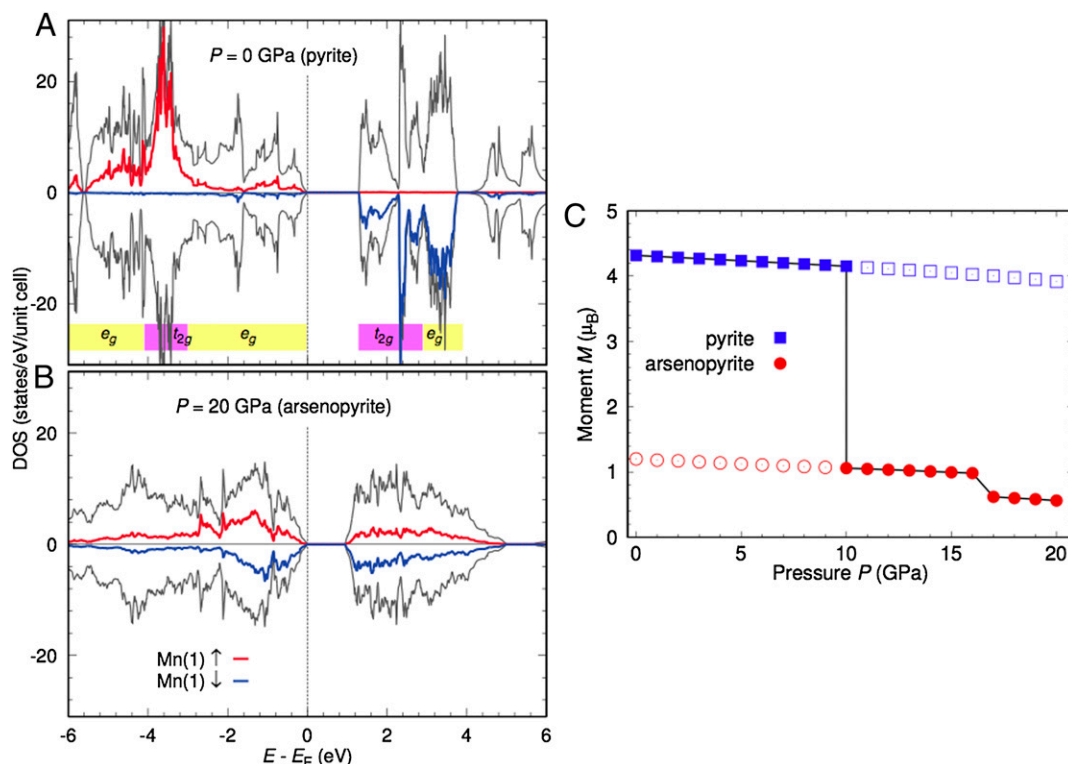 A
P = 0 GPa (pyrite)
20
0
-20
e_g t_2g e_g t_2g e_g
DOS (states/eV/unit cell)
B
P = 20 GPa (arsenopyrite)
20
0
-20
Mn(1) ↑
Mn(1) ↓
-6 -4 -2 0 2 4 6
E - E_F (eV)
C
5
4
3
2
1
0
Moment M (μ_B)
pyrite
arsenopyrite
0 5 10 15 20
Pressure P (GPa)